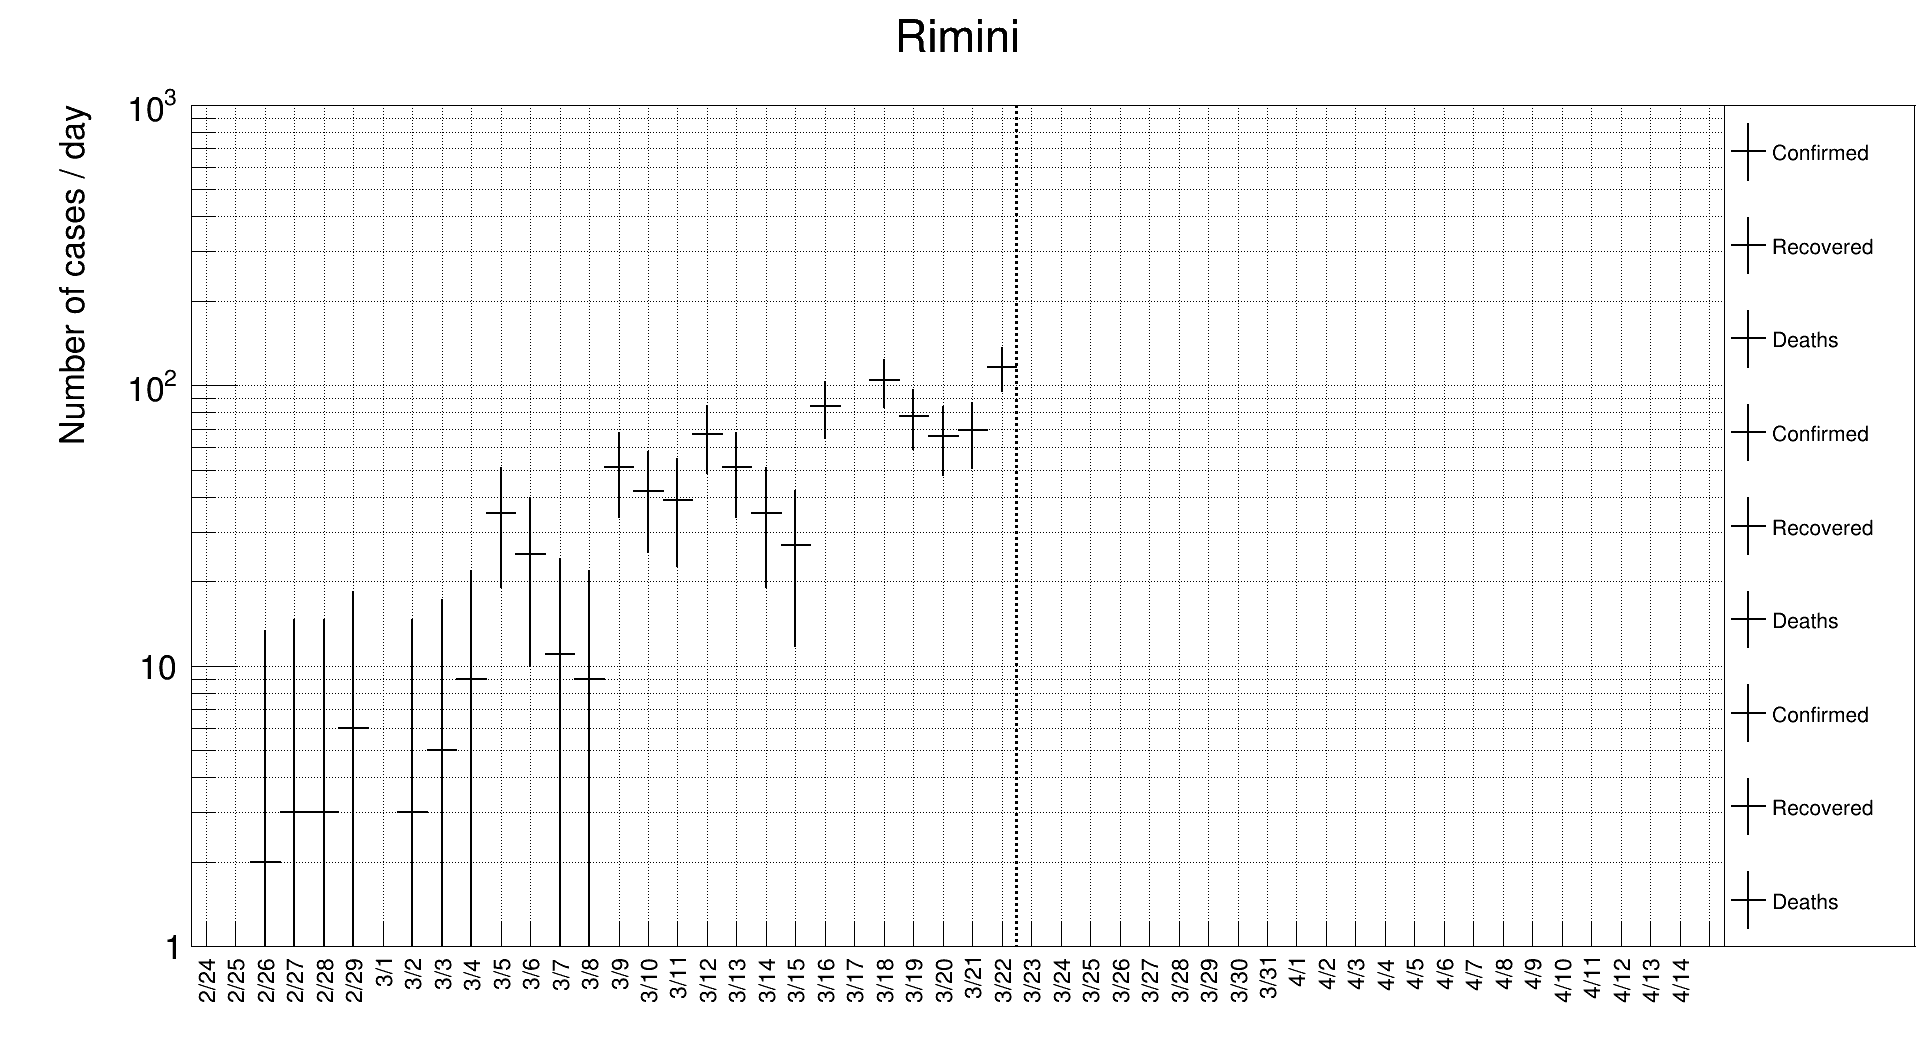 Rimini
Number of cases / day
10³
10²
10
1
2/24 2/25 2/26 2/27 2/28 2/29 3/1 3/2 3/3 3/4 3/5 3/6 3/7 3/8 3/9 3/10 3/11 3/12 3/13 3/14 3/15 3/16 3/17 3/18 3/19 3/20 3/21 3/22 3/23 3/24 3/25 3/26 3/27 3/28 3/29 3/30 3/31 4/1 4/2 4/3 4/4 4/5 4/6 4/7 4/8 4/9 4/10 4/11 4/12 4/13 4/14
Confirmed
Recovered
Deaths
Confirmed
Recovered
Deaths
Confirmed
Recovered
Deaths